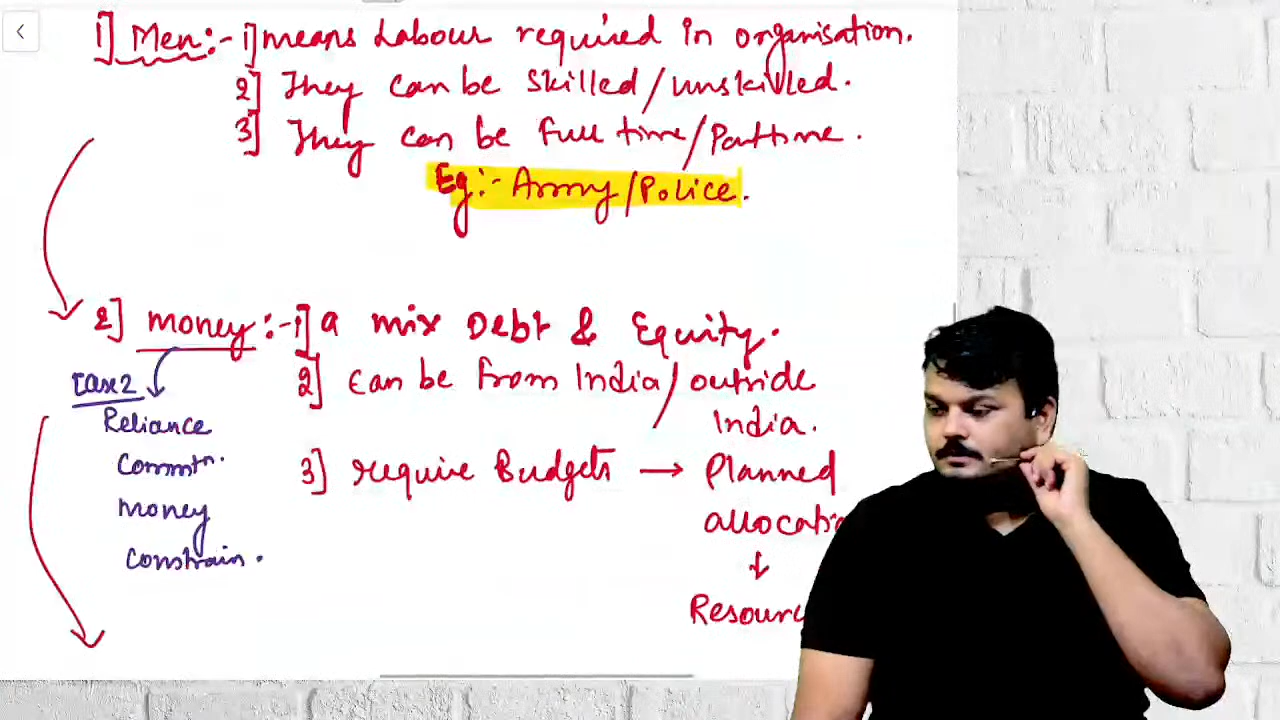 1] Men:- 1] means Labour required in organisation.
2] They can be skilled/unskilled.
3] They can be full time/Part time.
Eg:- Army/Police.
2] money:- 1] a mix Debt & Equity.
2] can be from India/outside
India.
Case 2
Reliance
Commtn.
money
constrain.
3] require Budgets → Planned
↓